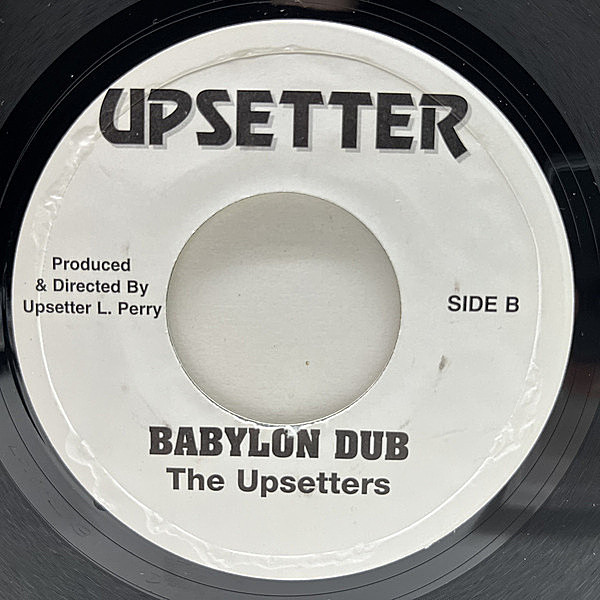 UPSETTER
Produced
& Directed By
Upsetter L. Perry
SIDE B
BABYLON DUB
The Upsetters